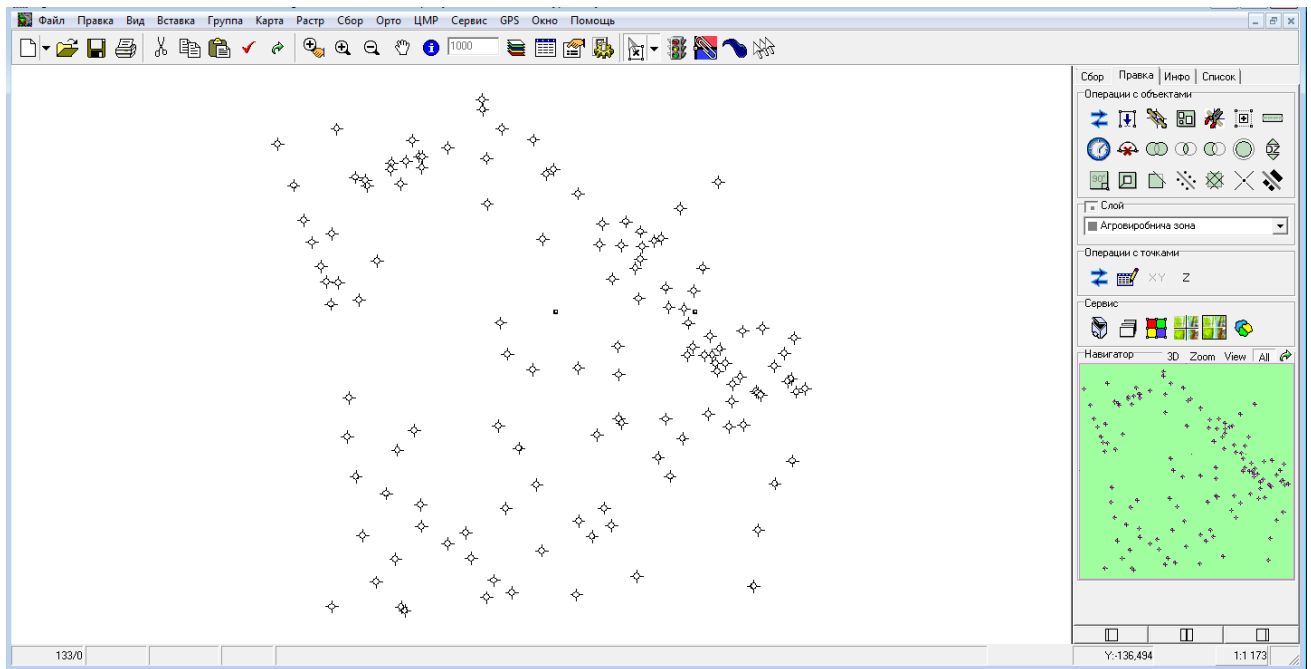 Файл Правка Вид Вставка Группа Карта Растр Сбор Орто ЦМР Сервис GPS Окно Помощь
1000
Сбор Правка Инфо Список
Операции с объектами
90°
DZ
Слой
Агровиробнича зона
Операции с точками
XY Z
Сервис
Навигатор 3D Zoom View All
133/0 Y:-136,494 1:1 173